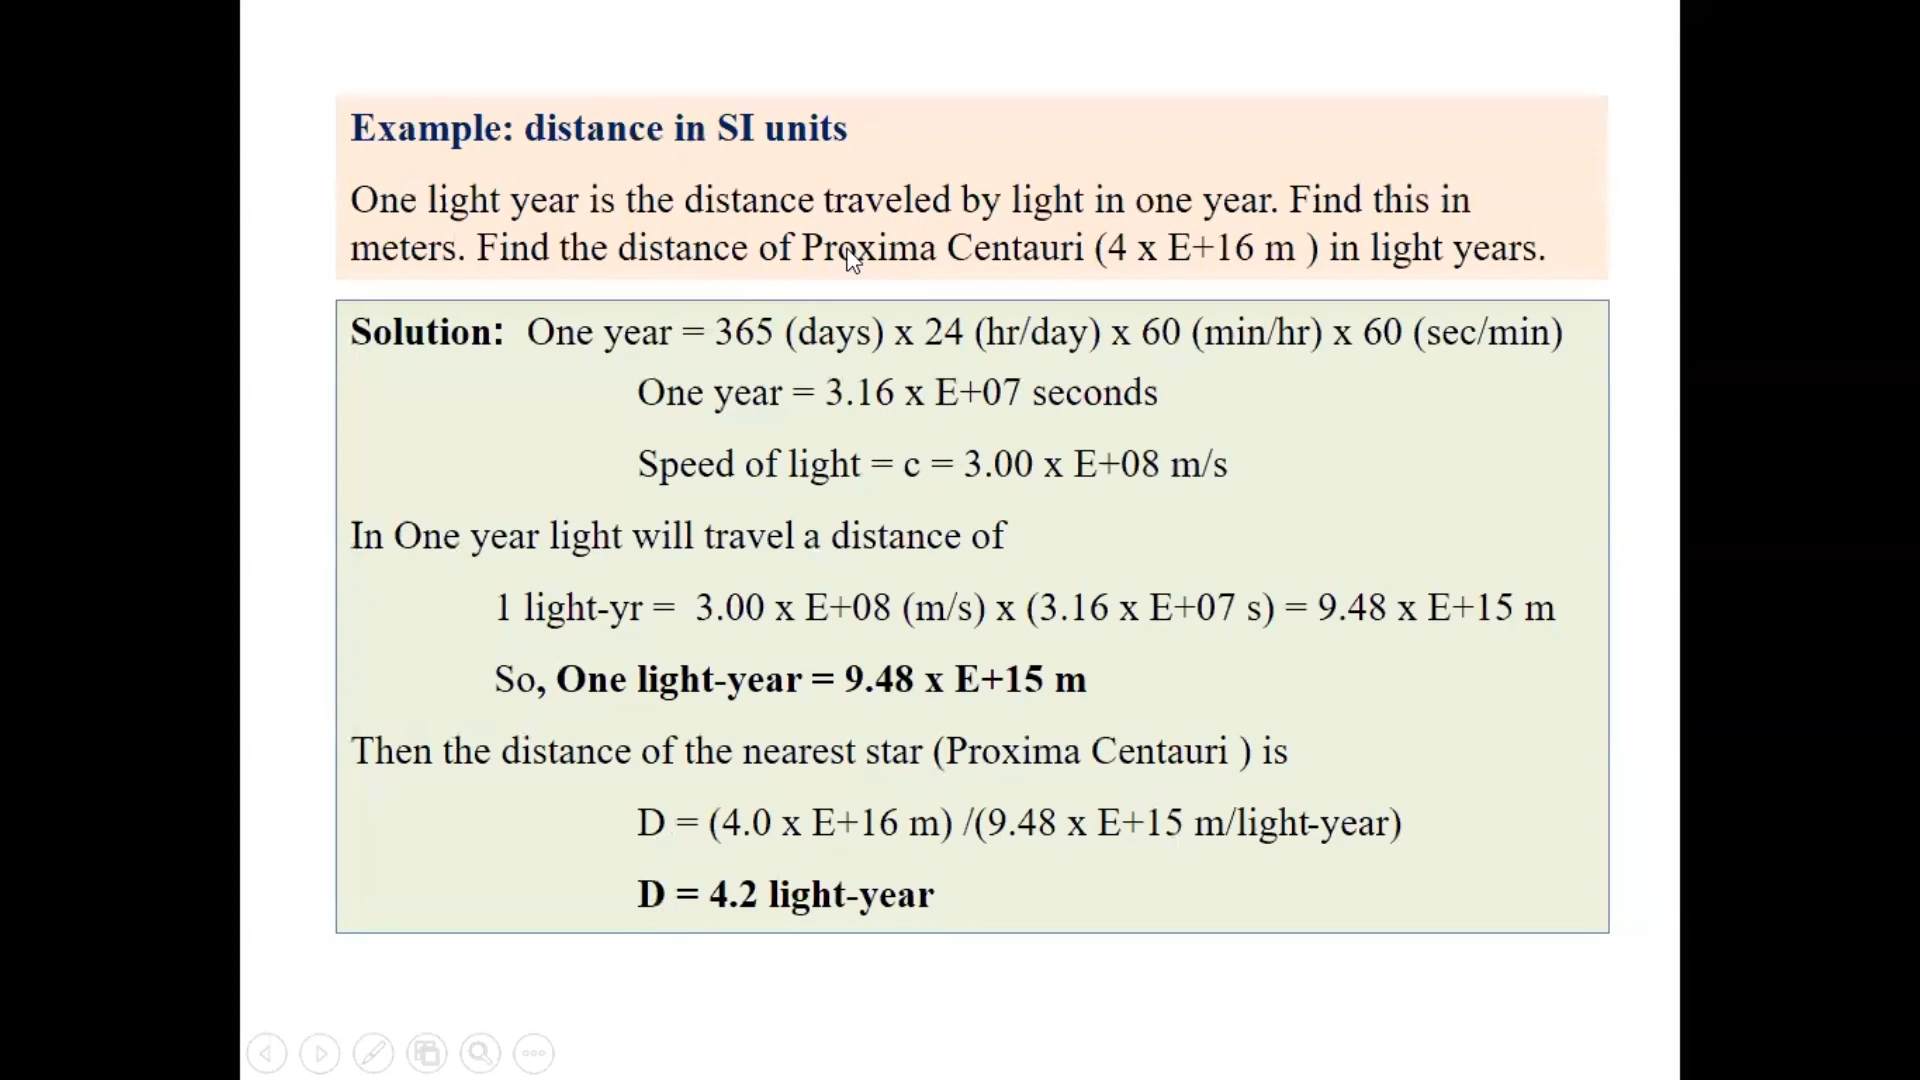 Example: distance in SI units
One light year is the distance traveled by light in one year. Find this in
meters. Find the distance of Proxima Centauri (4 x E+16 m ) in light years.
Solution: One year = 365 (days) x 24 (hr/day) x 60 (min/hr) x 60 (sec/min)
One year = 3.16 x E+07 seconds
Speed of light = c = 3.00 x E+08 m/s
In One year light will travel a distance of
1 light-yr = 3.00 x E+08 (m/s) x (3.16 x E+07 s) = 9.48 x E+15 m
So, One light-year = 9.48 x E+15 m
Then the distance of the nearest star (Proxima Centauri ) is
D = (4.0 x E+16 m) /(9.48 x E+15 m/light-year)
D = 4.2 light-year